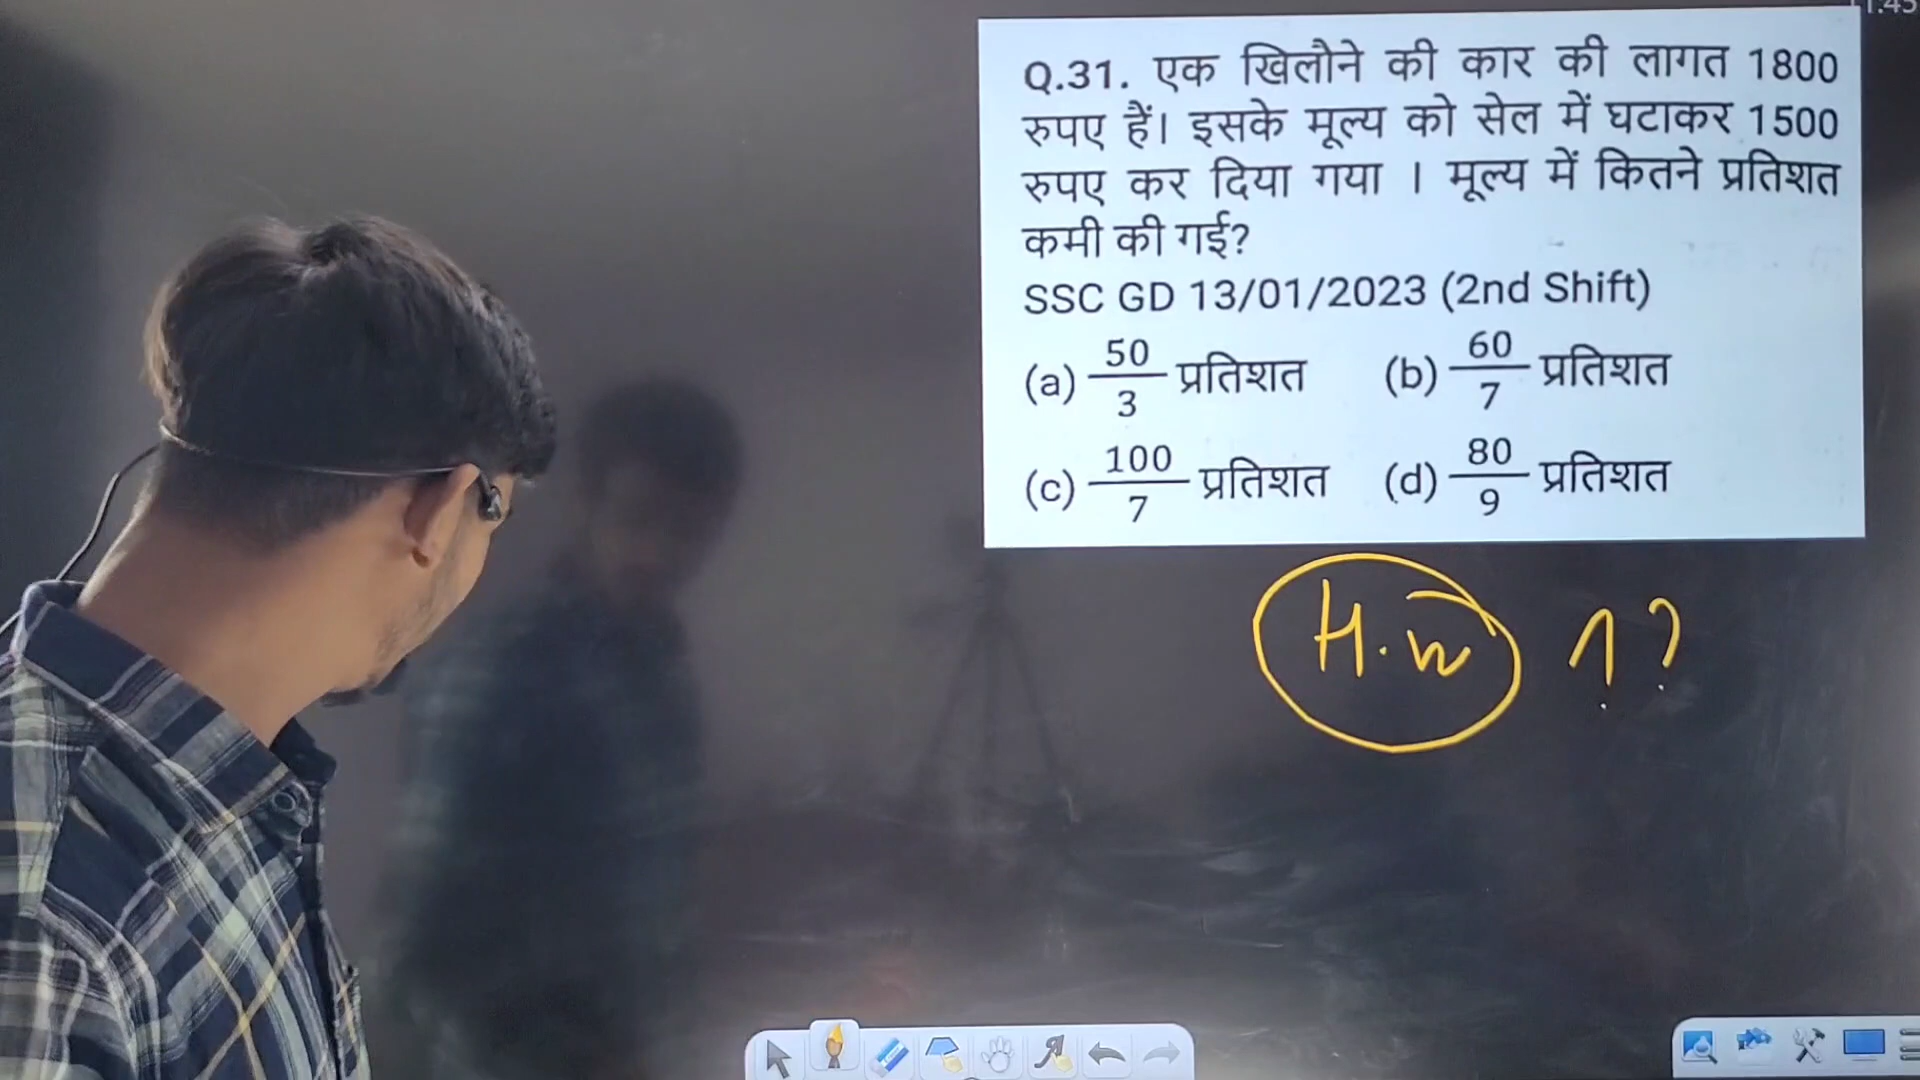 Q.31. एक खिलौने की कार की लागत 1800
रुपए हैं। इसके मूल्य को सेल में घटाकर 1500
रुपए कर दिया गया । मूल्य में कितने प्रतिशत
कमी की गई?
SSC GD 13/01/2023 (2nd Shift)
(a) 50/3 प्रतिशत (b) 60/7 प्रतिशत
(c) 100/7 प्रतिशत (d) 80/9 प्रतिशत
H.W ?